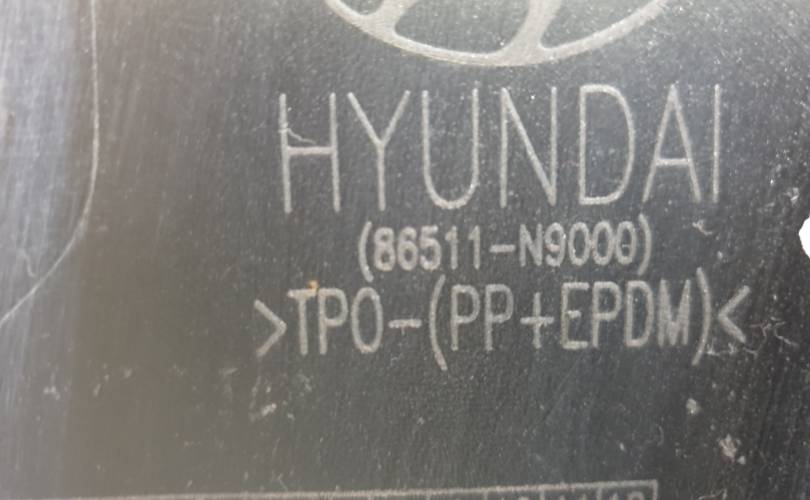 HYUNDAI
(86511-N9000)
>TPO-(PP+EPDM)<